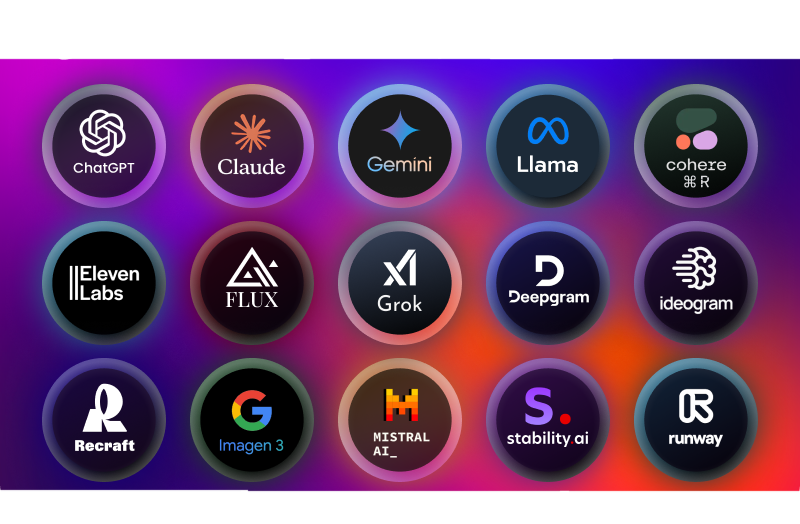 ChatGPT
Claude
Gemini
Llama
cohere
⌘ R
Eleven
Labs
FLUX
xI
Grok
Deepgram
ideogram
Recraft
Imagen 3
MISTRAL
AI_
stability.ai
runway